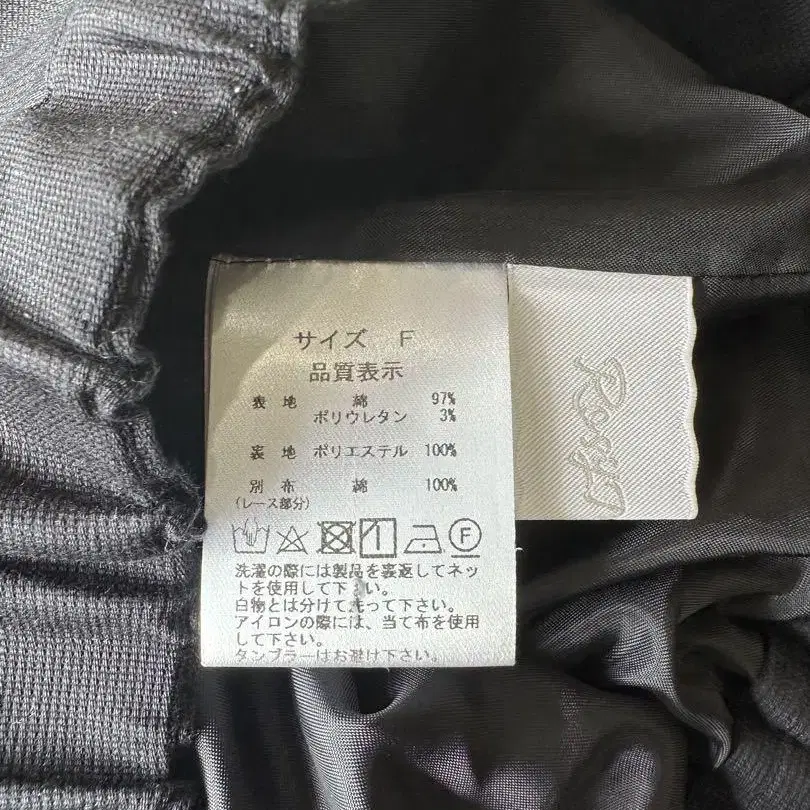 サイズ F
品質表示
表 地 綿 97%
ポリウレタン 3%
裏 地 ポリエステル 100%
別 布 綿 100%
(レース部分)
F
洗濯の際には製品を裏返してネッ
トを使用して下さい。
白物とは分けて洗って下さい。
アイロンの際には、当て布を使用
して下さい。
タンブラーはお避け下さい。